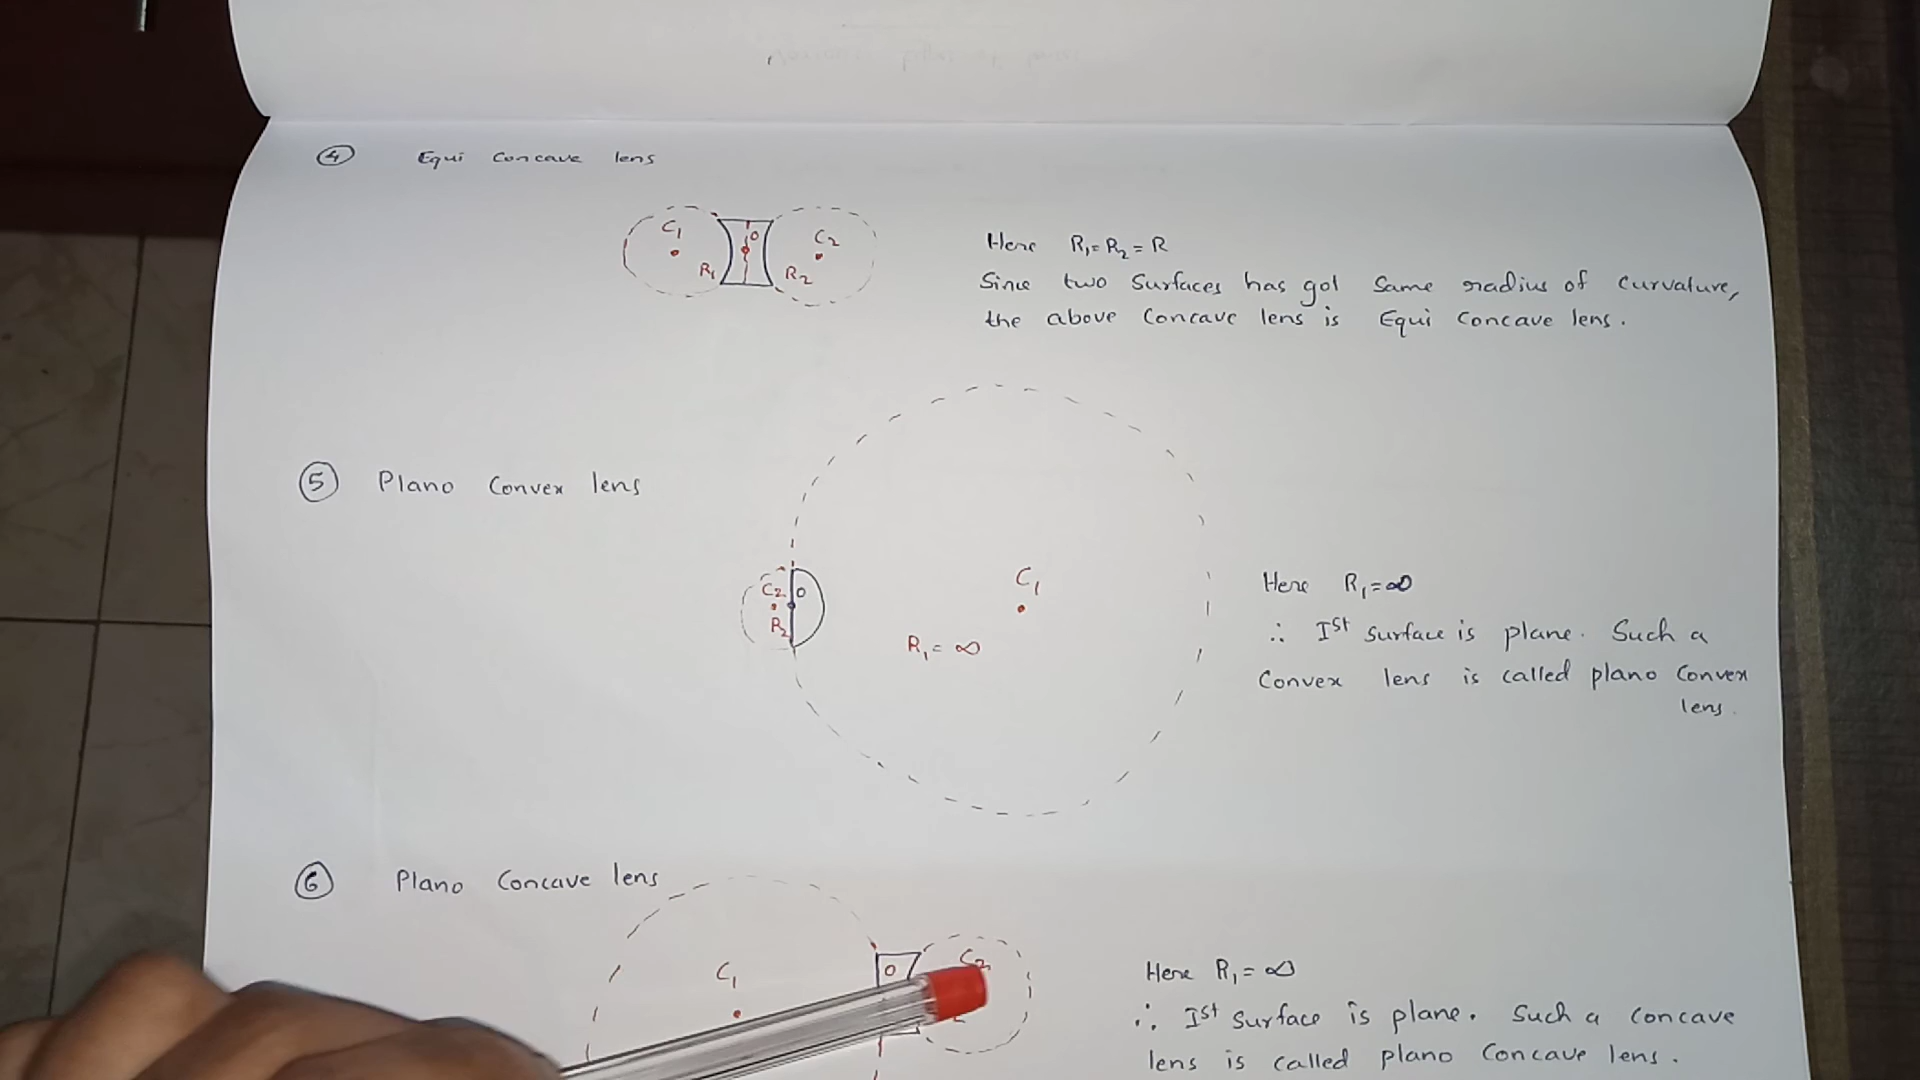 4 Equi Concave lens
C1 O C2
R1 R2
Here R1 = R2 = R
Since two Surfaces has got Same radius of Curvature,
the above Concave lens is Equi Concave lens.
5 Plano Convex lens
C2 O
R2
C1
R1 = ∞
Here R1 = ∞
∴ Ist surface is plane. Such a
Convex lens is called plano Convex
lens.
6 Plano Concave lens
C1 O C2
Here R1 = ∞
∴ Ist surface is plane. Such a concave
lens is called plano Concave lens.